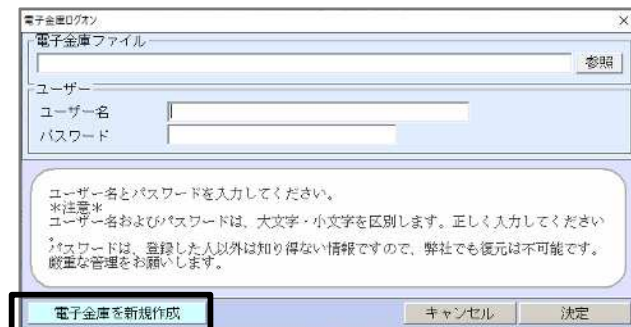 電子金庫ログオン
電子金庫ファイル
参照
ユーザー
ユーザー名
パスワード
ユーザー名とパスワードを入力してください。
*注意*
ユーザー名およびパスワードは、大文字・小文字を区別します。正しく入力してください
。
パスワードは、登録した人以外は知り得ない情報ですので、弊社でも復元は不可能です。
厳重な管理をお願いします。
電子金庫を新規作成 キャンセル 決定